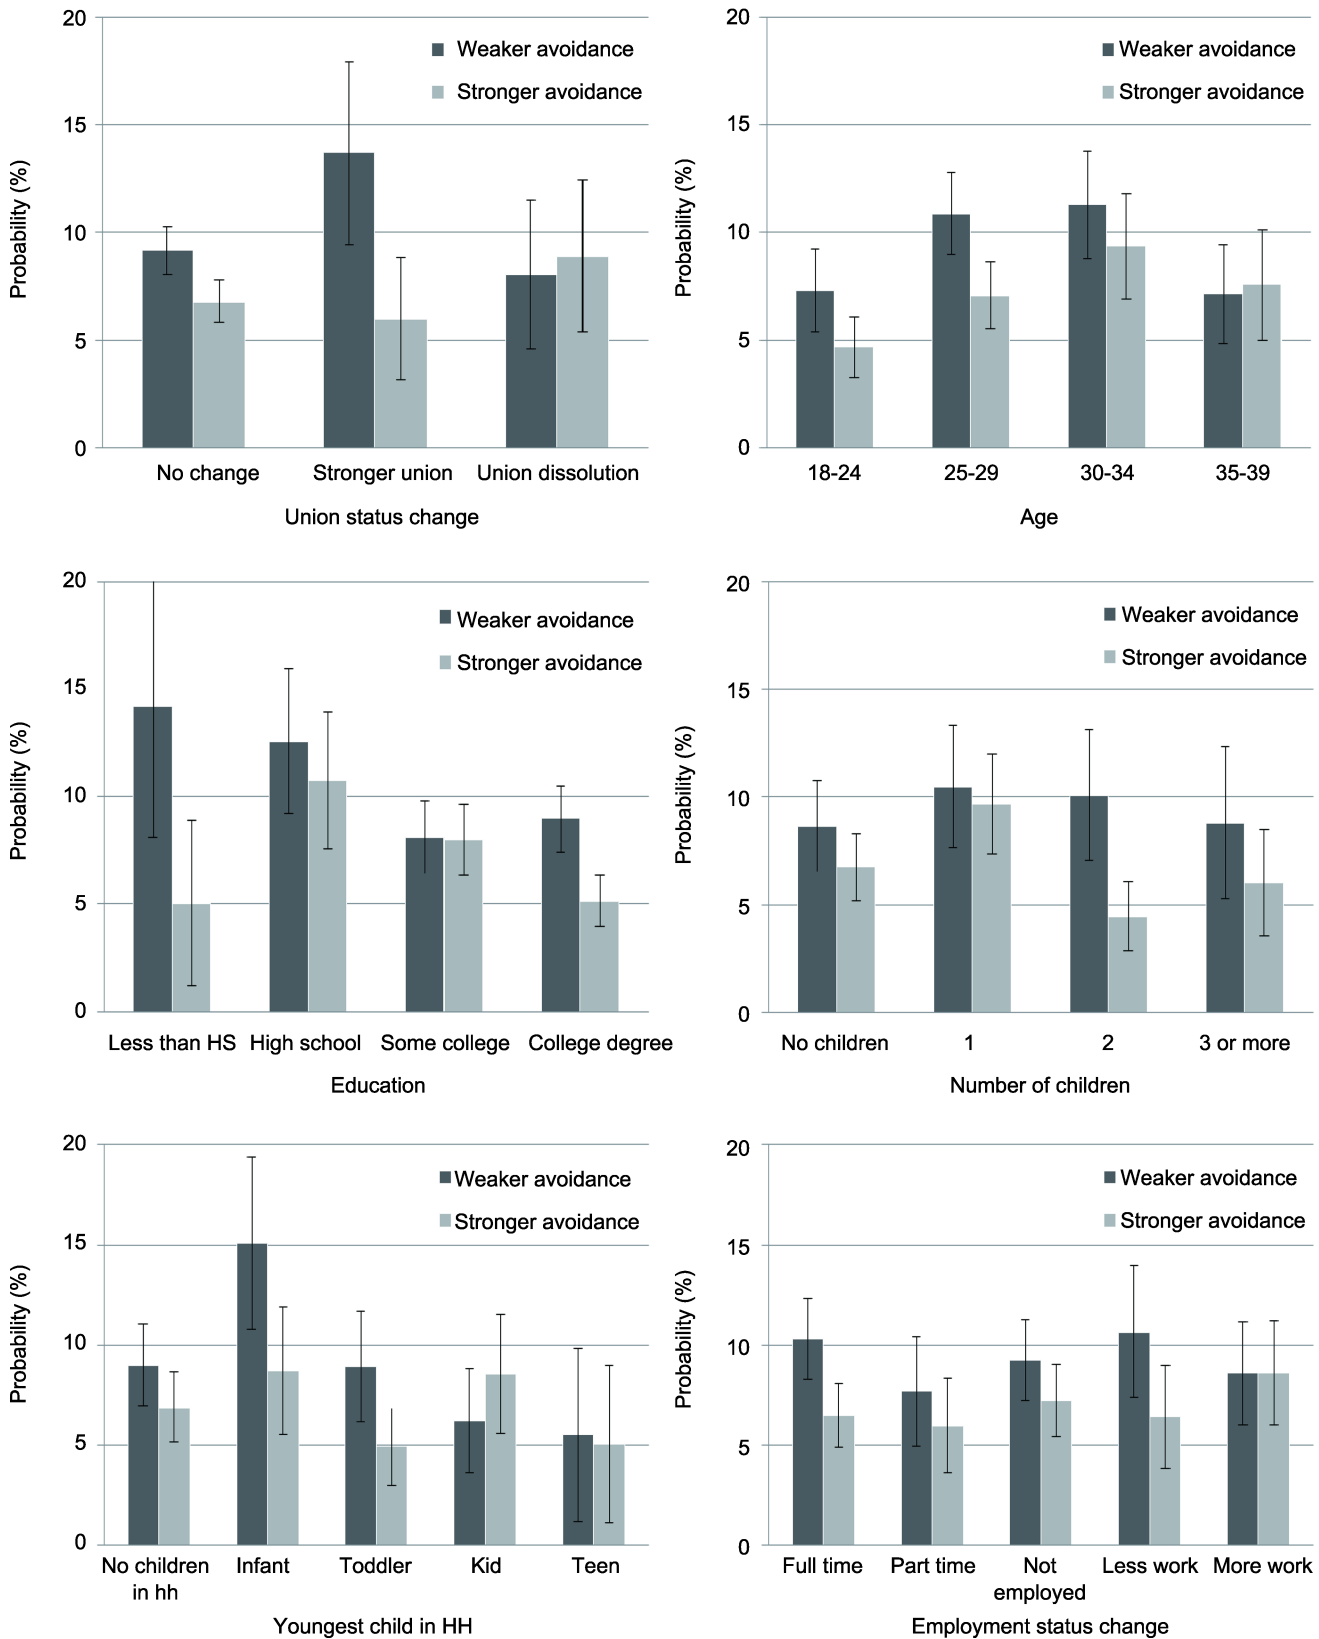 20
15
10
5
0
Probability (%)
Weaker avoidance
Stronger avoidance
No change Stronger union Union dissolution
Union status change
20
15
10
5
0
Probability (%)
Weaker avoidance
Stronger avoidance
18-24 25-29 30-34 35-39
Age
20
15
10
5
0
Probability (%)
Weaker avoidance
Stronger avoidance
Less than HS High school Some college College degree
Education
20
15
10
5
0
Probability (%)
Weaker avoidance
Stronger avoidance
No children 1 2 3 or more
Number of children
20
15
10
5
0
Probability (%)
Weaker avoidance
Stronger avoidance
No children Infant Toddler Kid Teen
in hh
Youngest child in HH
20
15
10
5
0
Probability (%)
Weaker avoidance
Stronger avoidance
Full time Part time Not Less work More work
employed
Employment status change